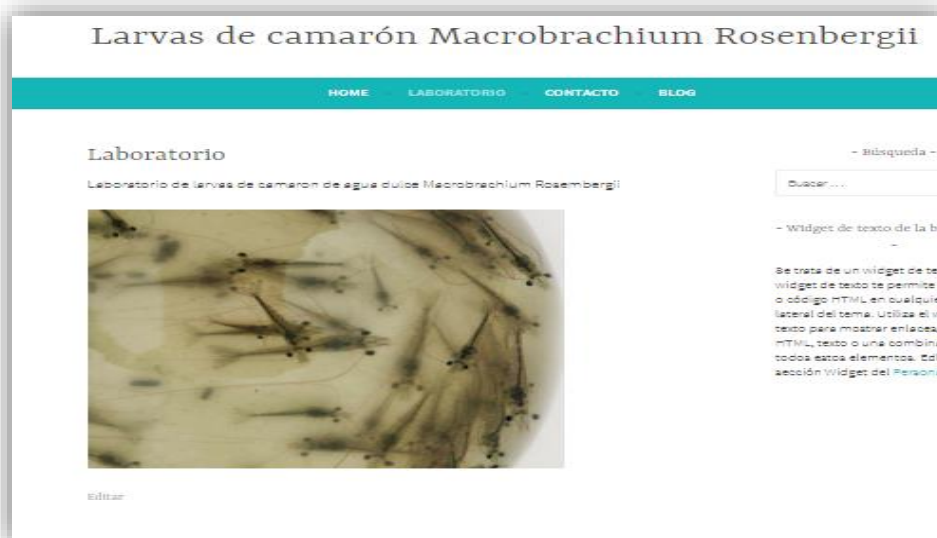 Larvas de camarón Macrobrachium Rosenbergii
HOME LABORATORIO CONTACTO BLOG
Laboratorio
Laboratorio de larvas de camaron de agua dulce Macrobrachium Rosembergii
Editar
- Búsqueda -
Buscar ...
- Widget de texto de la b
-
Se trata de un widget de te
widget de texto te permite
o código HTML en cualquie
lateral del tema. Utiliza el w
texto para mostrar enlaces,
HTML, texto o una combina
todos estos elementos. Edi
sección Widget del Person